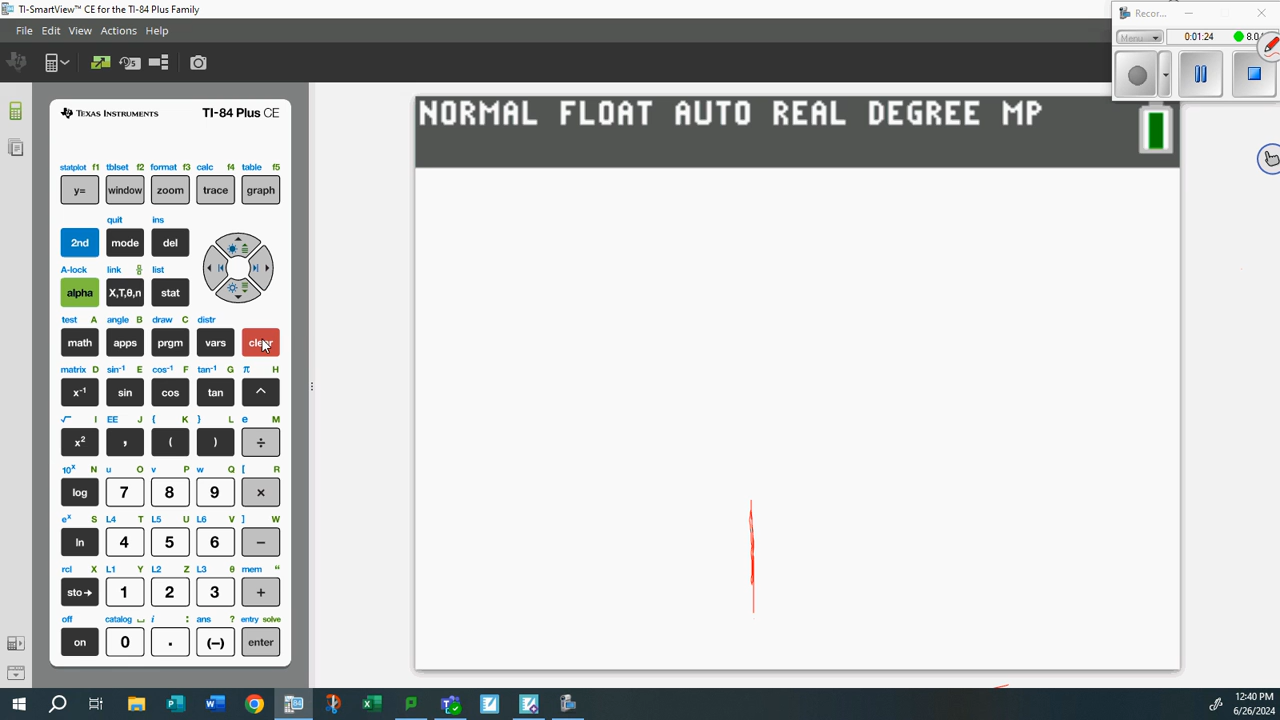 TI-SmartView™ CE for the TI-84 Plus Family
File Edit View Actions Help
Recor...
Menu
0:01:24
TEXAS INSTRUMENTS TI-84 Plus CE
NORMAL FLOAT AUTO REAL DEGREE MP
statplot f1 tblset f2 format f3 calc f4 table f5
y= window zoom trace graph
quit ins
2nd mode del
A-lock link list
alpha X,T,θ,n stat
test A angle B draw C distr
math apps prgm vars clear
matrix D sin⁻¹ E cos⁻¹ F tan⁻¹ G π H
x⁻¹ sin cos tan ^
√ I EE J { K } L e M
x² , ( ) ÷
10ˣ N u O v P w Q [ R
log 7 8 9 ×
eˣ S L4 T L5 U L6 V ] W
ln 4 5 6 −
rcl X L1 Y L2 Z L3 θ mem "
sto→ 1 2 3 +
off catalog ␣ i : ans ? entry solve
on 0 . (−) enter
12:40 PM
6/26/2024